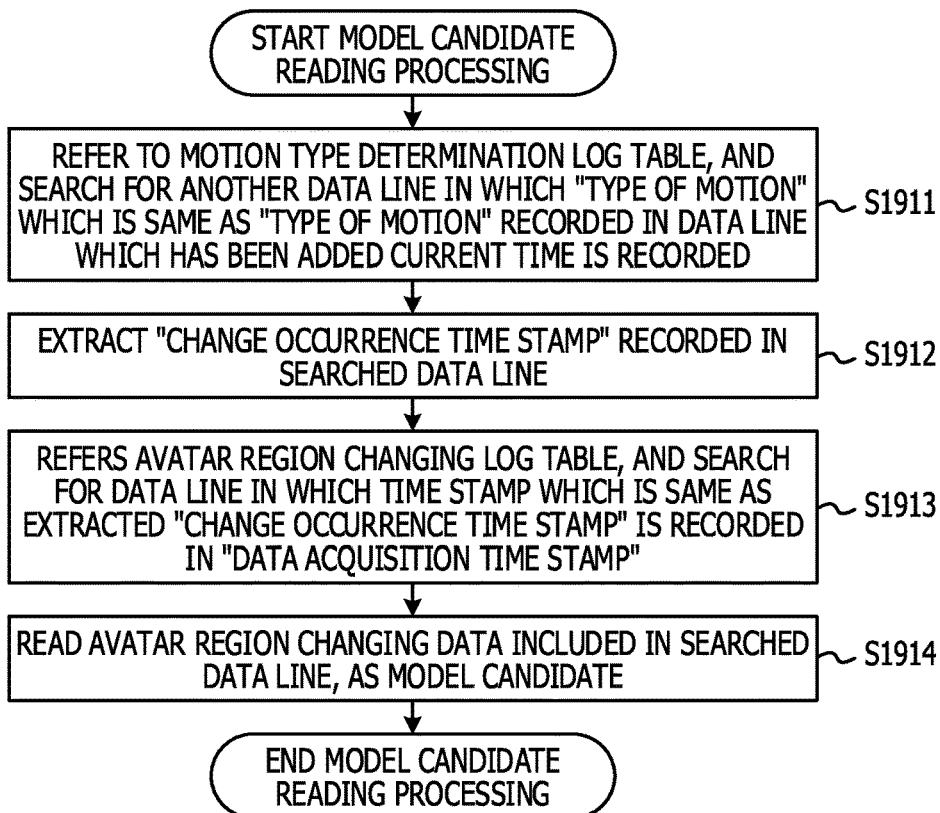 START MODEL CANDIDATE
READING PROCESSING
REFER TO MOTION TYPE DETERMINATION LOG TABLE, AND
SEARCH FOR ANOTHER DATA LINE IN WHICH "TYPE OF MOTION"
WHICH IS SAME AS "TYPE OF MOTION" RECORDED IN DATA LINE
WHICH HAS BEEN ADDED CURRENT TIME IS RECORDED
S1911
EXTRACT "CHANGE OCCURRENCE TIME STAMP" RECORDED IN
SEARCHED DATA LINE
S1912
REFERS AVATAR REGION CHANGING LOG TABLE, AND SEARCH
FOR DATA LINE IN WHICH TIME STAMP WHICH IS SAME AS
EXTRACTED "CHANGE OCCURRENCE TIME STAMP" IS RECORDED
IN "DATA ACQUISITION TIME STAMP"
S1913
READ AVATAR REGION CHANGING DATA INCLUDED IN SEARCHED
DATA LINE, AS MODEL CANDIDATE
S1914
END MODEL CANDIDATE
READING PROCESSING